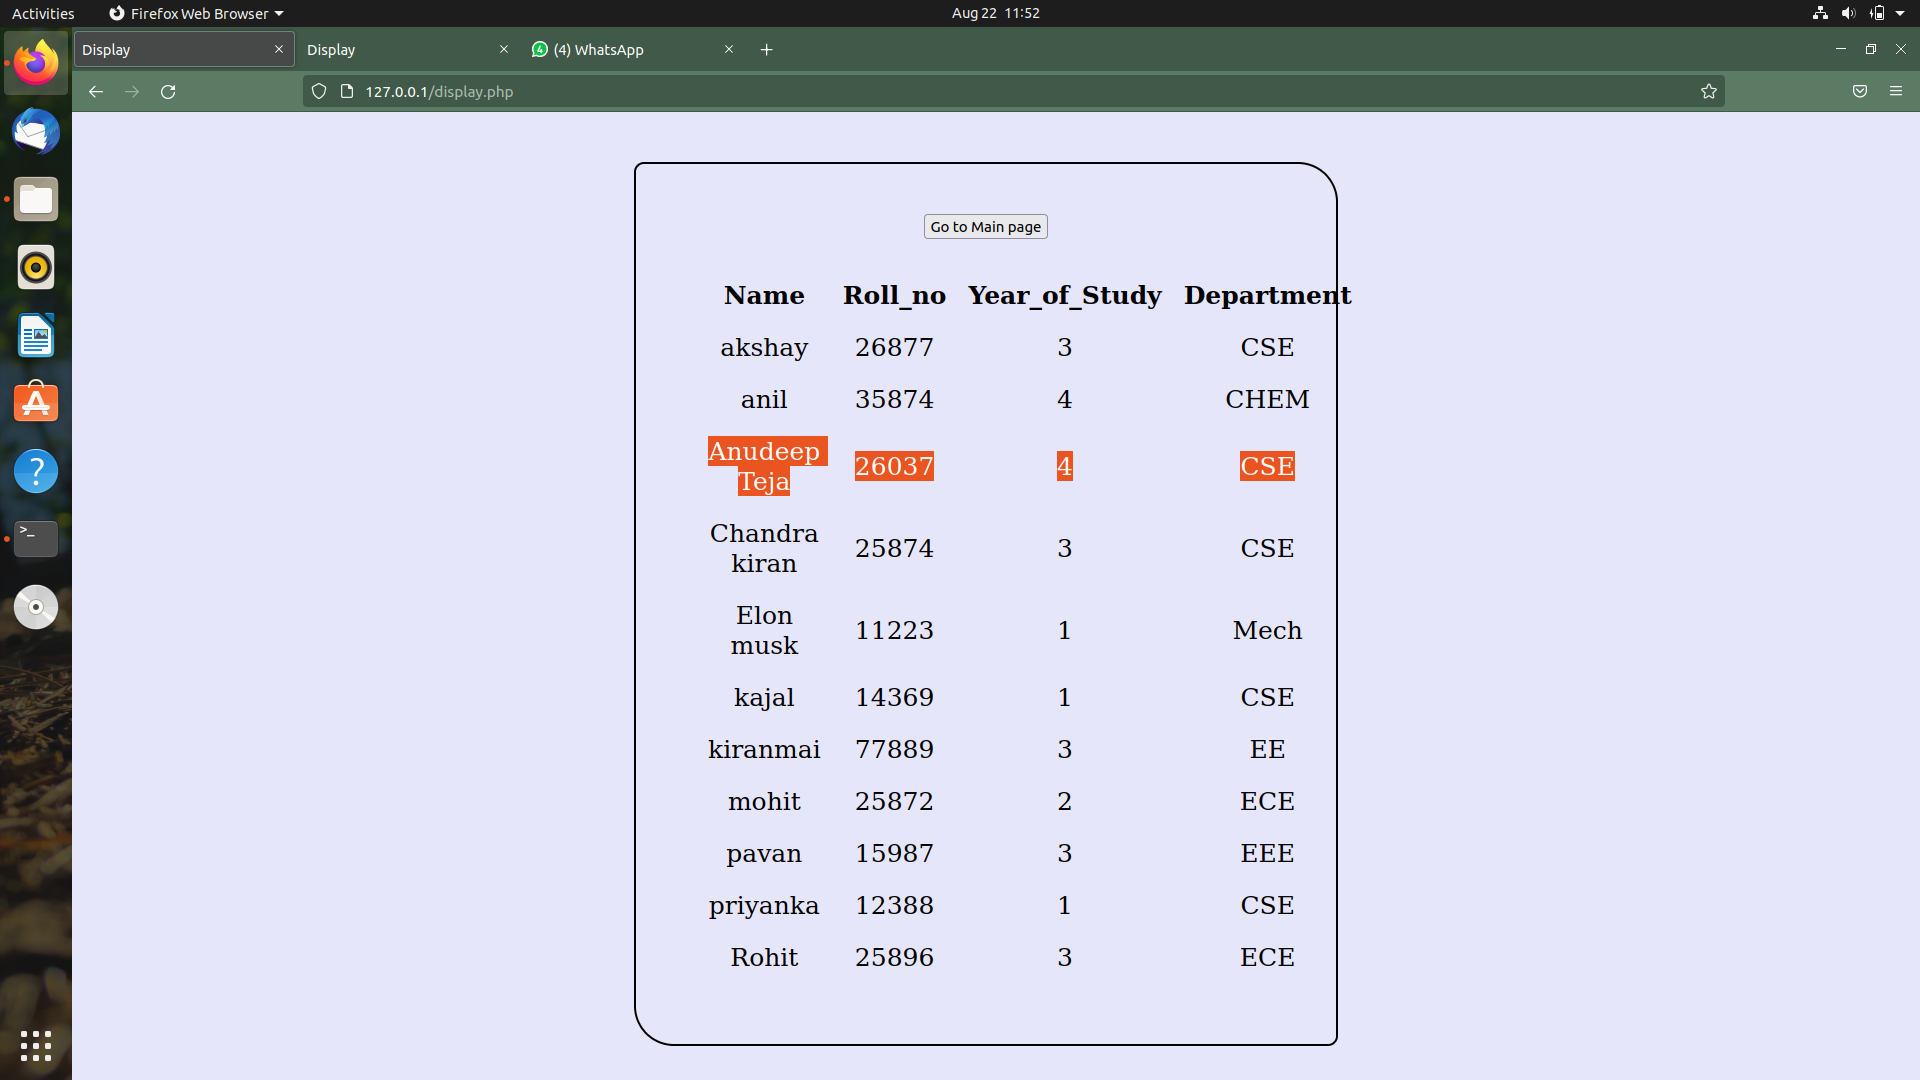 Activities Firefox Web Browser Aug 22 11:52
Display Display 4 (4) WhatsApp
127.0.0.1/display.php
Go to Main page
Name Roll_no Year_of_Study Department
akshay 26877 3 CSE
anil 35874 4 CHEM
Anudeep
Teja 26037 4 CSE
Chandra
kiran 25874 3 CSE
Elon
musk 11223 1 Mech
kajal 14369 1 CSE
kiranmai 77889 3 EE
mohit 25872 2 ECE
pavan 15987 3 EEE
priyanka 12388 1 CSE
Rohit 25896 3 ECE